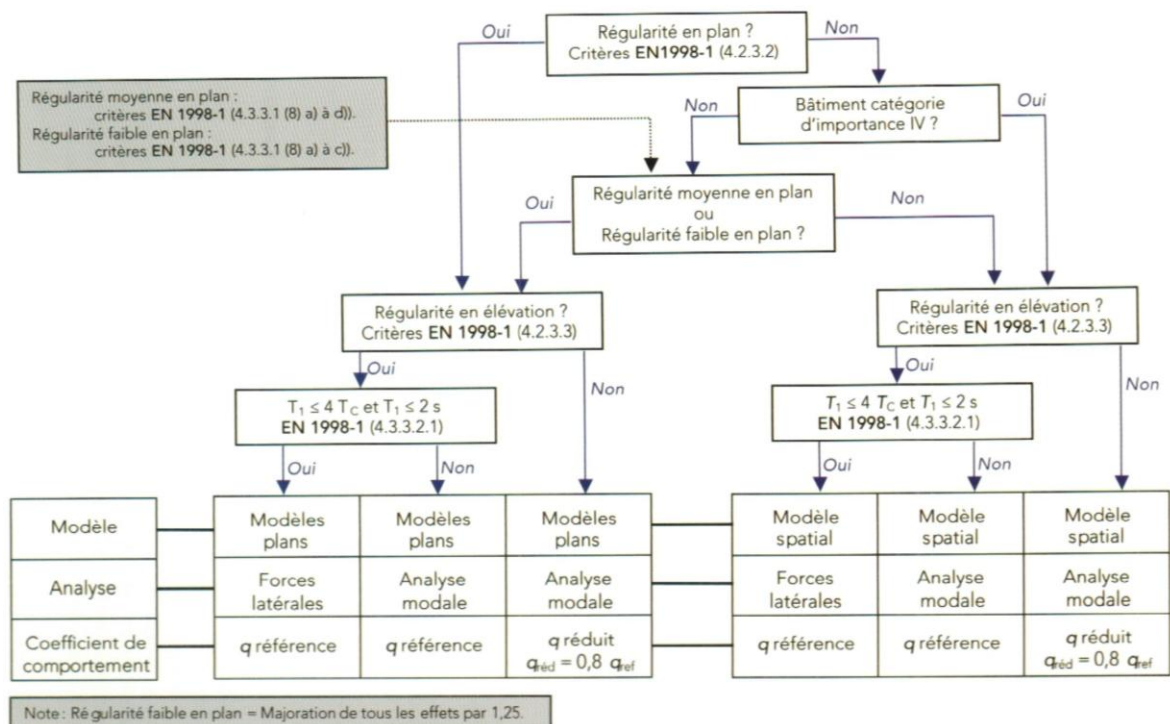 Oui
Régularité en plan ?
Critères EN1998-1 (4.2.3.2)
Non
Régularité moyenne en plan :
critères EN 1998-1 (4.3.3.1 (8) a) à d)).
Régularité faible en plan :
critères EN 1998-1 (4.3.3.1 (8) a) à c)).
Non
Bâtiment catégorie
d'importance IV ?
Oui
Oui
Régularité moyenne en plan
ou
Régularité faible en plan ?
Non
Régularité en élévation ?
Critères EN 1998-1 (4.2.3.3)
Régularité en élévation ?
Critères EN 1998-1 (4.2.3.3)
Oui
Non
Oui
Non
T1 ≤ 4 TC et T1 ≤ 2 s
EN 1998-1 (4.3.3.2.1)
T1 ≤ 4 TC et T1 ≤ 2 s
EN 1998-1 (4.3.3.2.1)
Oui
Non
Oui
Non
Modèle
Modèles
plans
Modèles
plans
Modèles
plans
Modèle
spatial
Modèle
spatial
Modèle
spatial
Analyse
Forces
latérales
Analyse
modale
Analyse
modale
Forces
latérales
Analyse
modale
Analyse
modale
Coefficient de
comportement
q référence
q référence
q réduit
qréd = 0,8 qref
q référence
q référence
q réduit
qréd = 0,8 qref
Note : Régularité faible en plan = Majoration de tous les effets par 1,25.